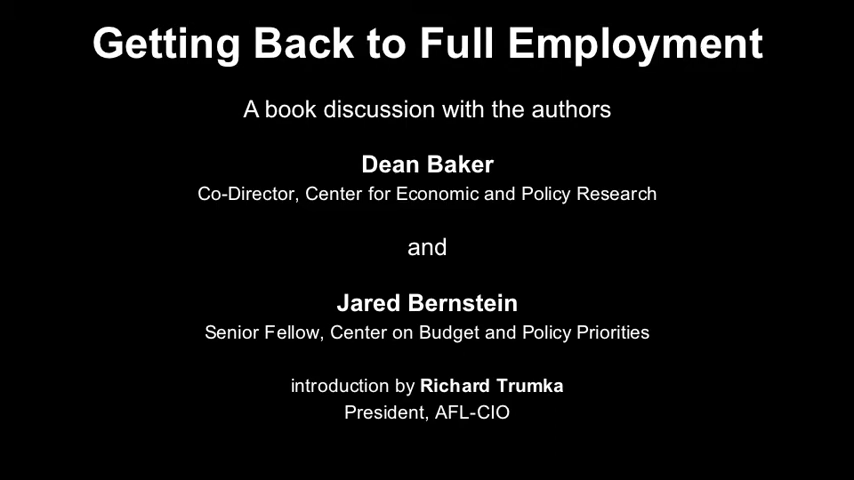 Getting Back to Full Employment
A book discussion with the authors
Dean Baker
Co-Director, Center for Economic and Policy Research
and
Jared Bernstein
Senior Fellow, Center on Budget and Policy Priorities
introduction by Richard Trumka
President, AFL-CIO